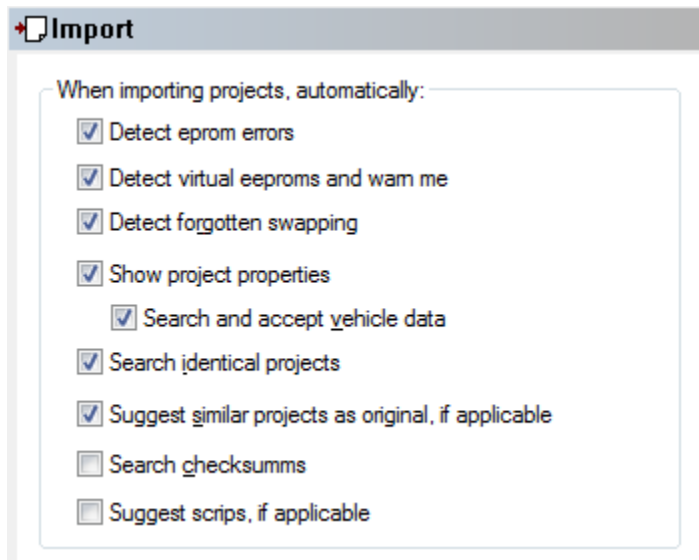 Import
When importing projects, automatically:
Detect eprom errors
Detect virtual eeproms and warn me
Detect forgotten swapping
Show project properties
Search and accept vehicle data
Search identical projects
Suggest similar projects as original, if applicable
Search checksumms
Suggest scrips, if applicable